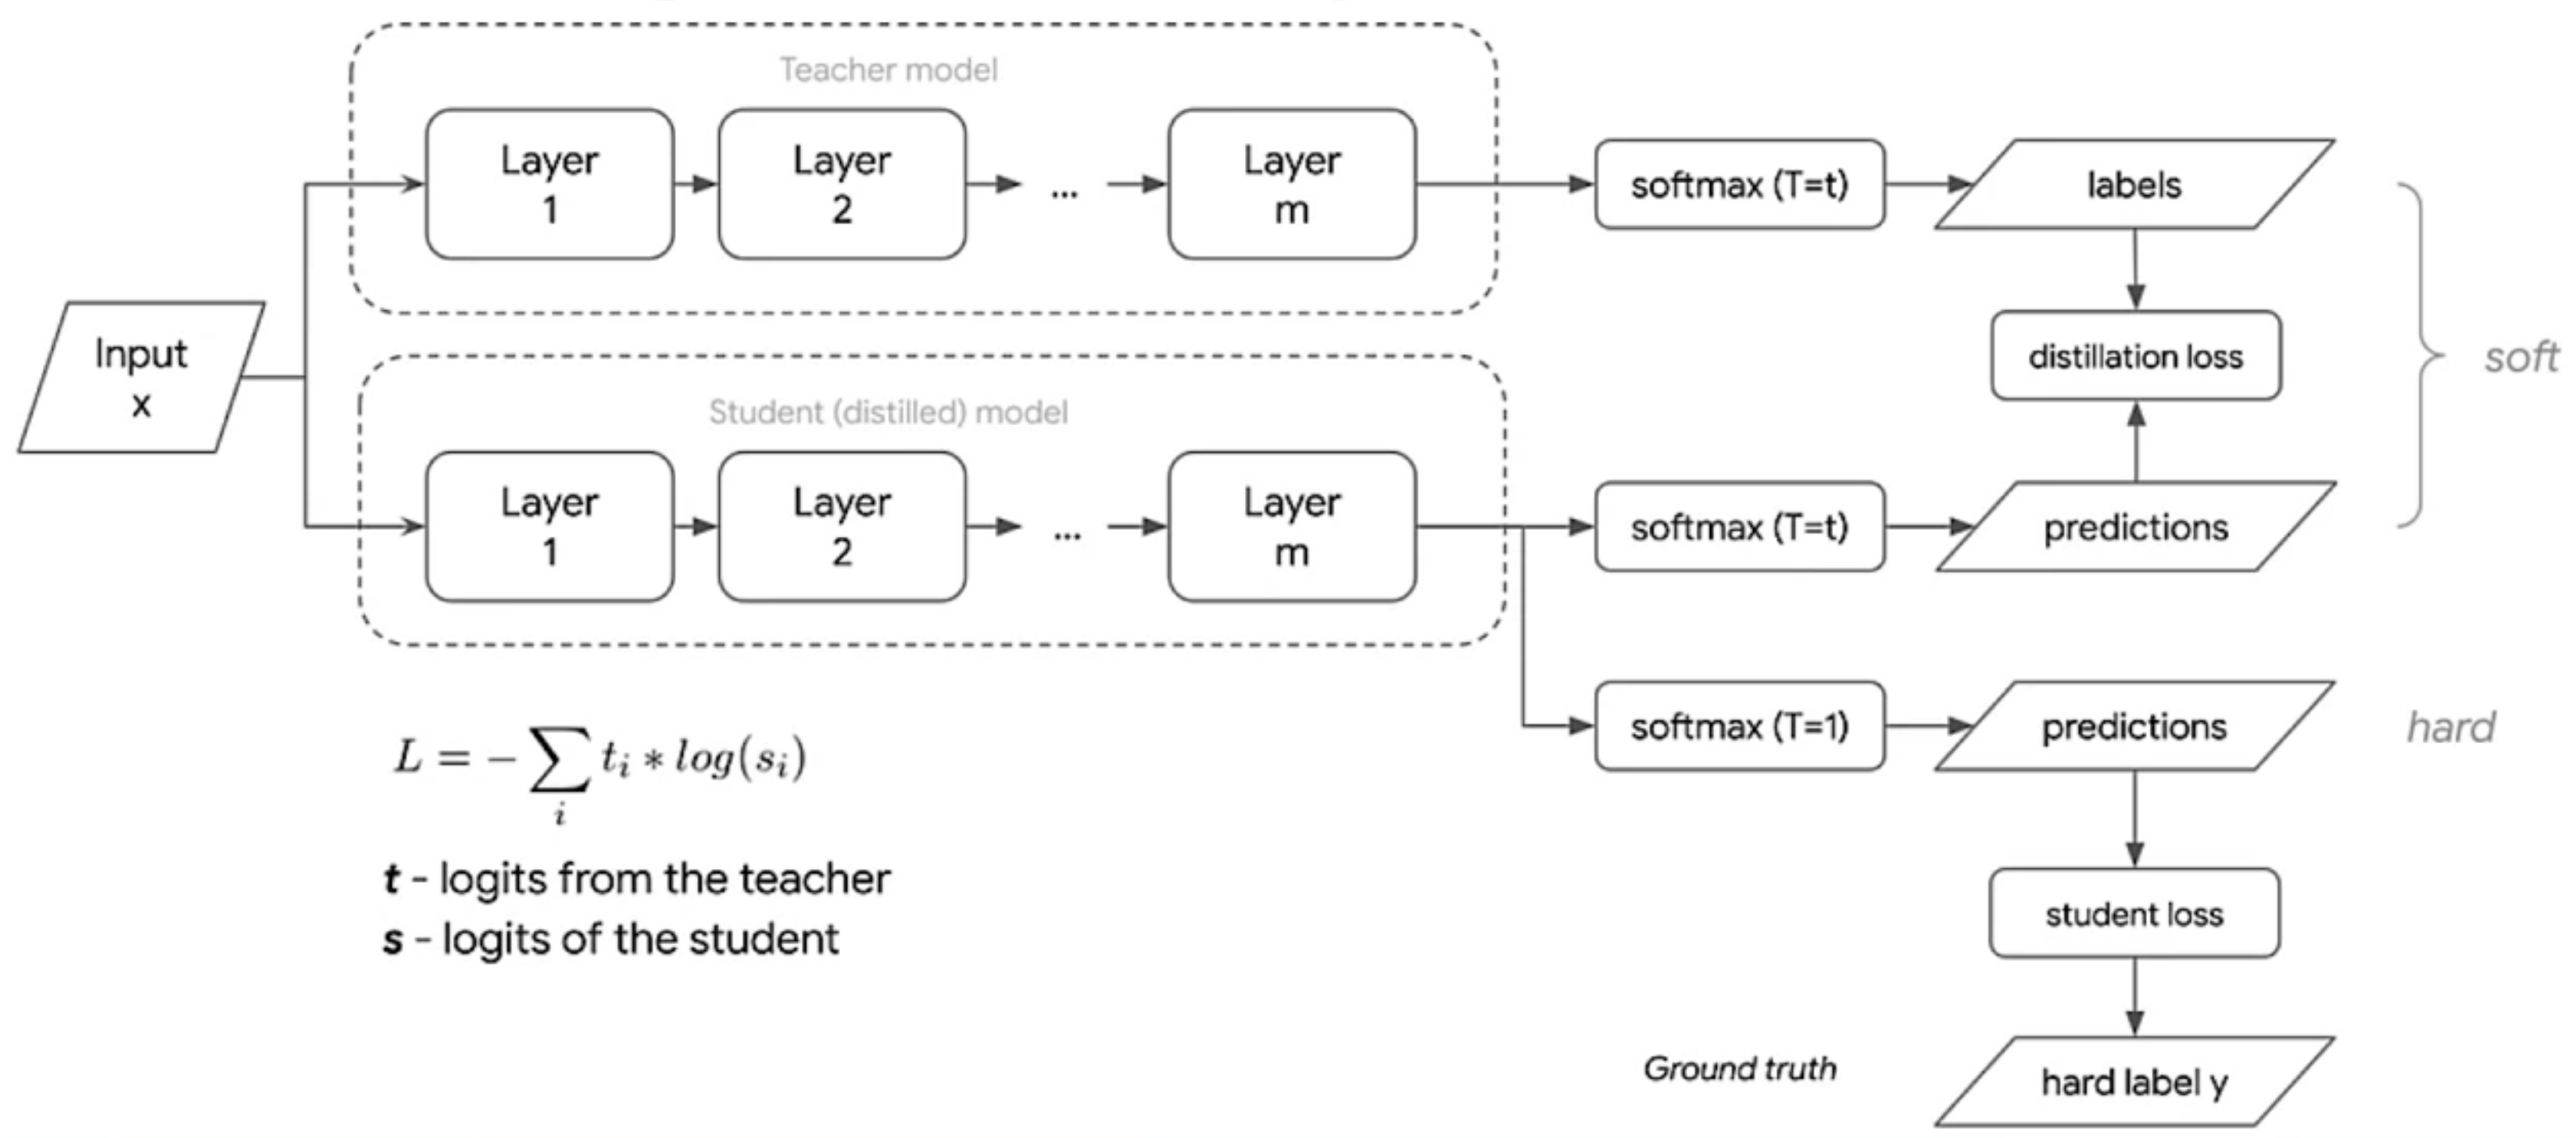 Teacher model
Layer
1
Layer
2
...
Layer
m
softmax (T=t)
labels
Input
x
distillation loss
soft
Student (distilled) model
Layer
1
Layer
2
...
Layer
m
softmax (T=t)
predictions
softmax (T=1)
predictions
hard
L = - ∑ t_i * log(s_i)
i
t - logits from the teacher
s - logits of the student
student loss
Ground truth
hard label y